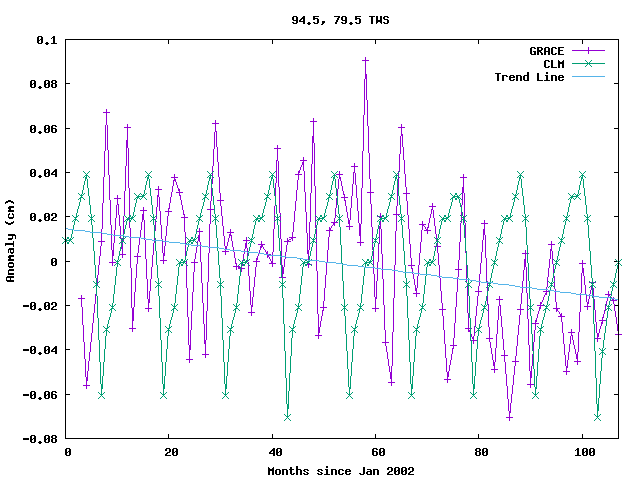 94.5, 79.5 TWS
GRACE
CLM
Trend Line
0.1
0.08
0.06
0.04
0.02
0
-0.02
-0.04
-0.06
-0.08
Anomaly (cm)
0 20 40 60 80 100
Months since Jan 2002